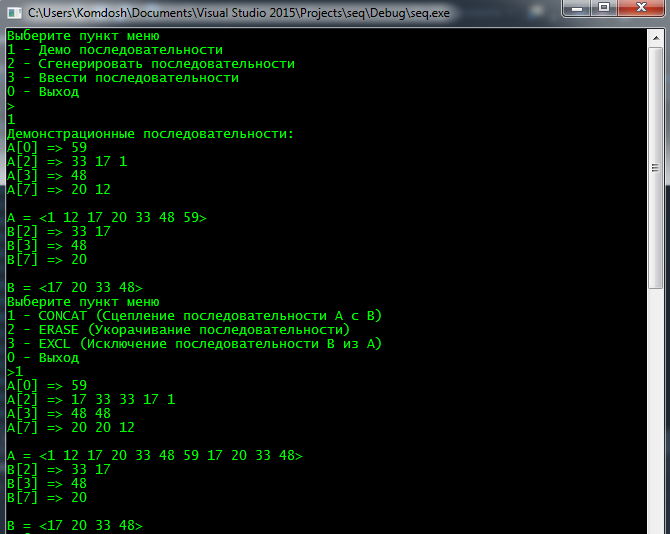 C:\Users\Komdosh\Documents\Visual Studio 2015\Projects\seq\Debug\seq.exe
Выберите пункт меню
1 - Демо последовательности
2 - Сгенерировать последовательности
3 - Ввести последовательности
0 - Выход
>
1
Демонстрационные последовательности:
A[0] => 59
A[2] => 33 17 1
A[3] => 48
A[7] => 20 12
A = <1 12 17 20 33 48 59>
B[2] => 33 17
B[3] => 48
B[7] => 20
B = <17 20 33 48>
Выберите пункт меню
1 - CONCAT (Сцепление последовательности A с B)
2 - ERASE (Укорачивание последовательности)
3 - EXCL (Исключение последовательности B из A)
0 - Выход
>1
A[0] => 59
A[2] => 17 33 33 17 1
A[3] => 48 48
A[7] => 20 20 12
A = <1 12 17 20 33 48 59 17 20 33 48>
B[2] => 33 17
B[3] => 48
B[7] => 20
B = <17 20 33 48>